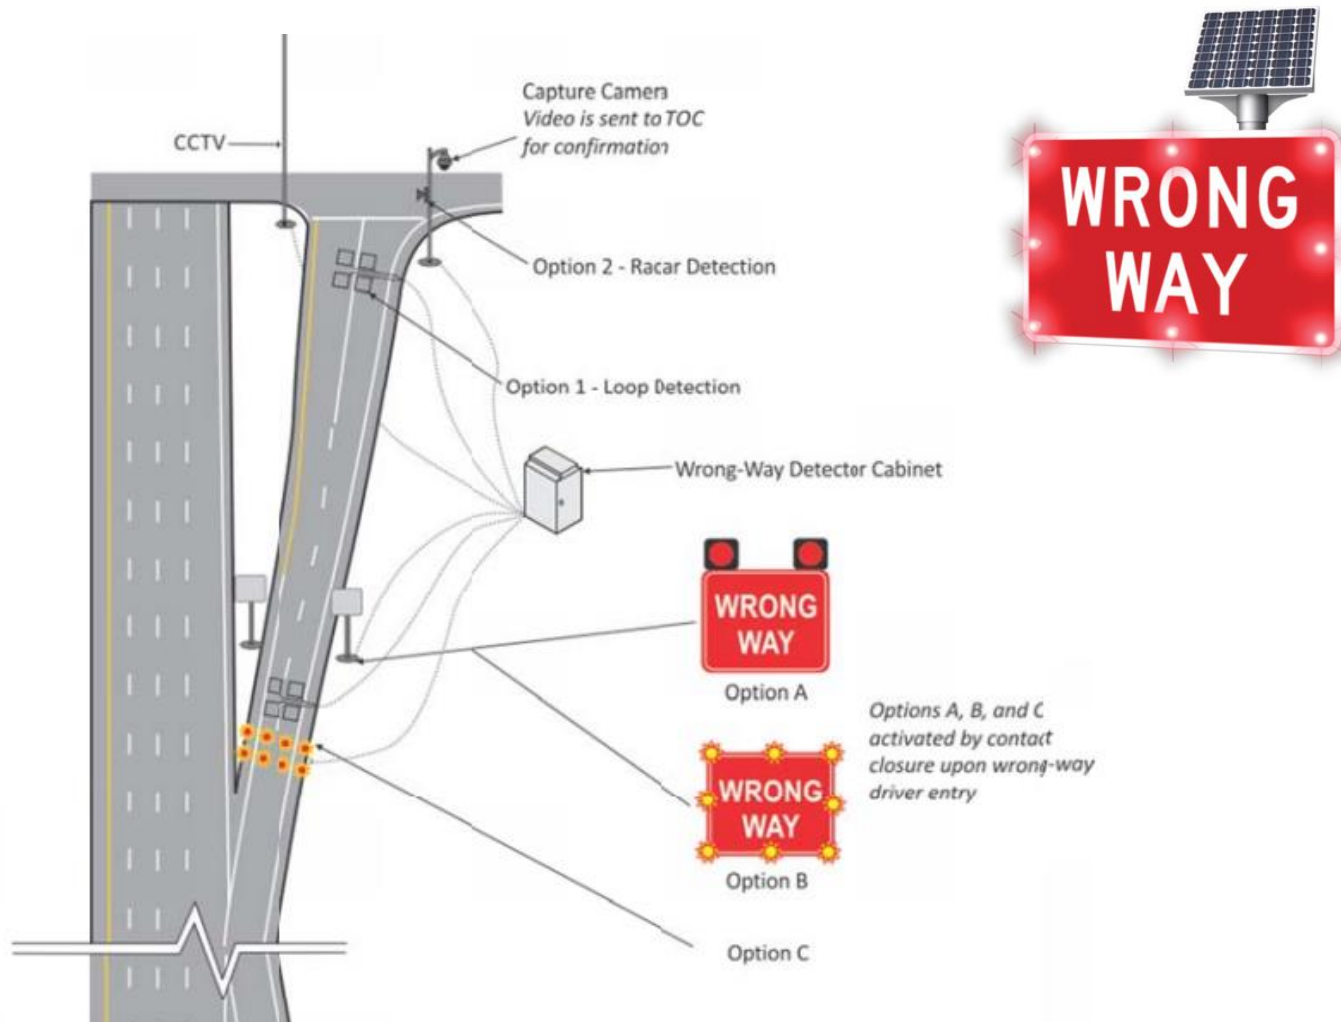 Capture Camera
Video is sent to TOC
for confirmation
CCTV
WRONG
WAY
Option 2 - Racar Detection
Option 1 - Loop Detection
Wrong-Way Detector Cabinet
WRONG
WAY
Option A
Options A, B, and C
activated by contact
closure upon wrong-way
driver entry
WRONG
WAY
Option B
Option C